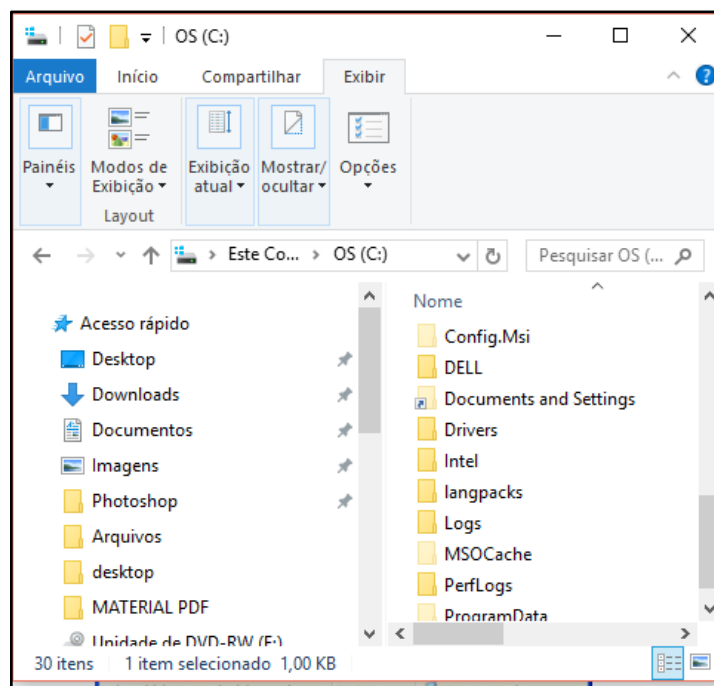 OS (C:)
Arquivo Início Compartilhar Exibir
Painéis
Modos de Exibição
Exibição atual
Mostrar/ ocultar
Opções
Layout
Este Co... OS (C:)
Pesquisar OS (...
Acesso rápido
Desktop
Downloads
Documentos
Imagens
Photoshop
Arquivos
desktop
MATERIAL PDF
Unidade de DVD-RW (F:)
Nome
Config.Msi
DELL
Documents and Settings
Drivers
Intel
langpacks
Logs
MSOCache
PerfLogs
ProgramData
30 itens 1 item selecionado 1,00 KB